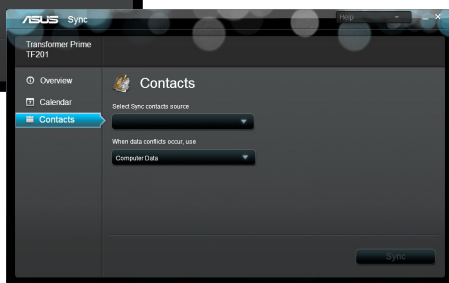 ASUS Sync
Help
Transformer Prime
TF201
Overview
Calendar
Contacts
Contacts
Select Sync contacts source
When data conflicts occur, use
Computer Data
Sync